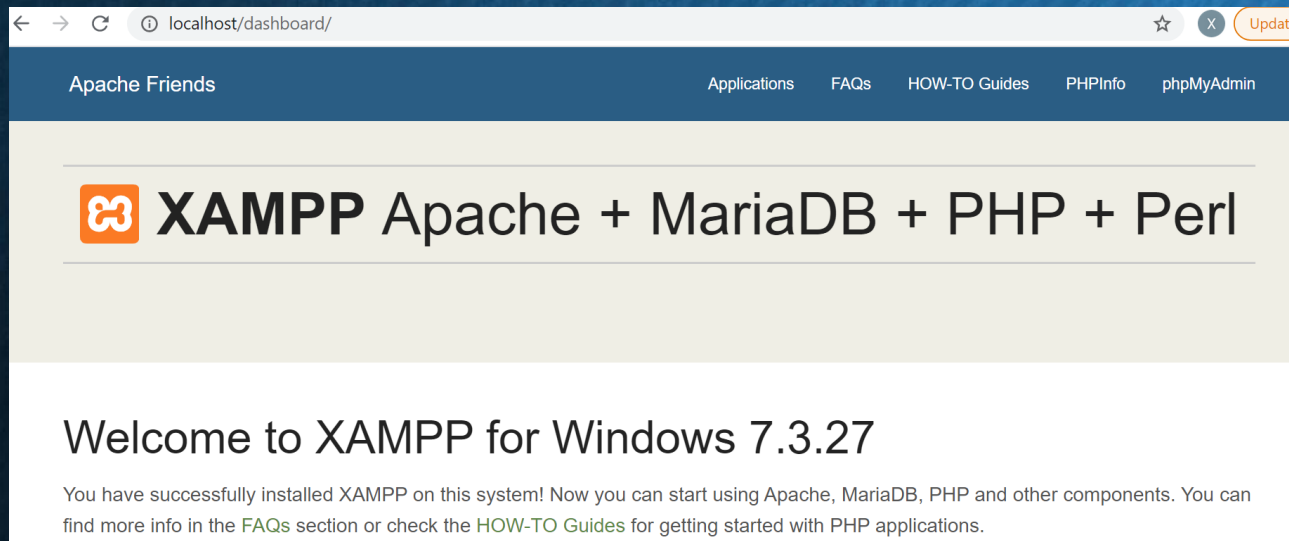 localhost/dashboard/
X
Updat
Apache Friends
Applications FAQs HOW-TO Guides PHPInfo phpMyAdmin
XAMPP Apache + MariaDB + PHP + Perl
Welcome to XAMPP for Windows 7.3.27
You have successfully installed XAMPP on this system! Now you can start using Apache, MariaDB, PHP and other components. You can
find more info in the FAQs section or check the HOW-TO Guides for getting started with PHP applications.